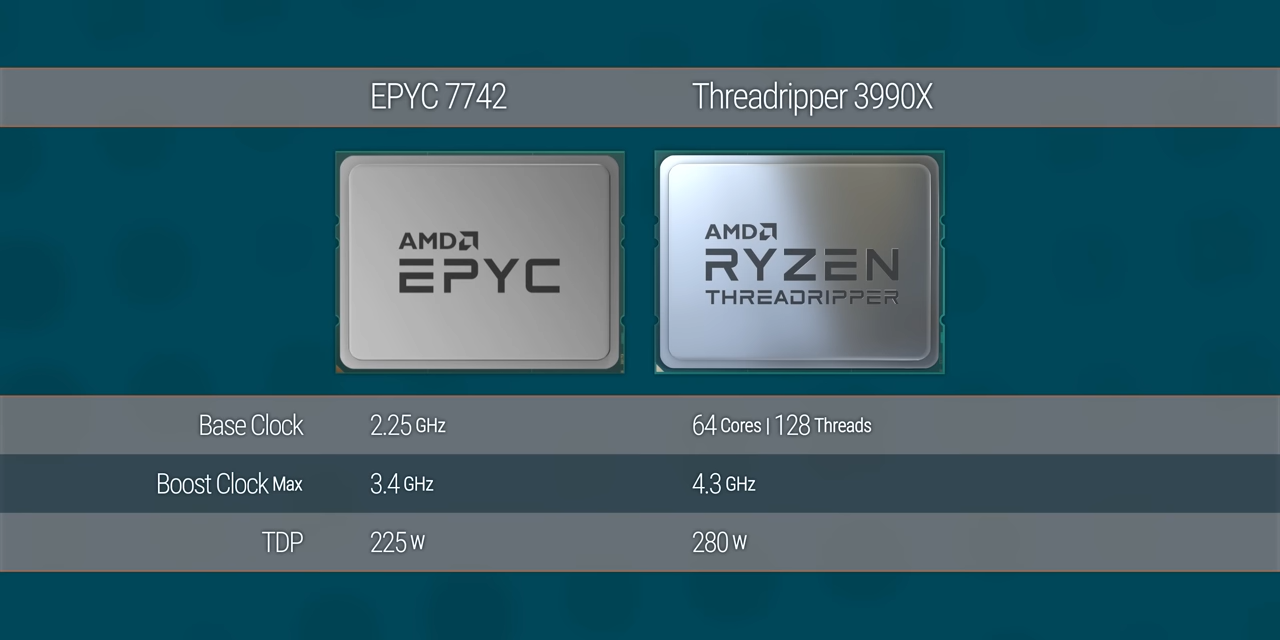 EPYC 7742 Threadripper 3990X
AMD
EPYC
AMD
RYZEN
THREADRIPPER
Base Clock 2.25 GHz 64 Cores | 128 Threads
Boost Clock Max 3.4 GHz 4.3 GHz
TDP 225 W 280 W